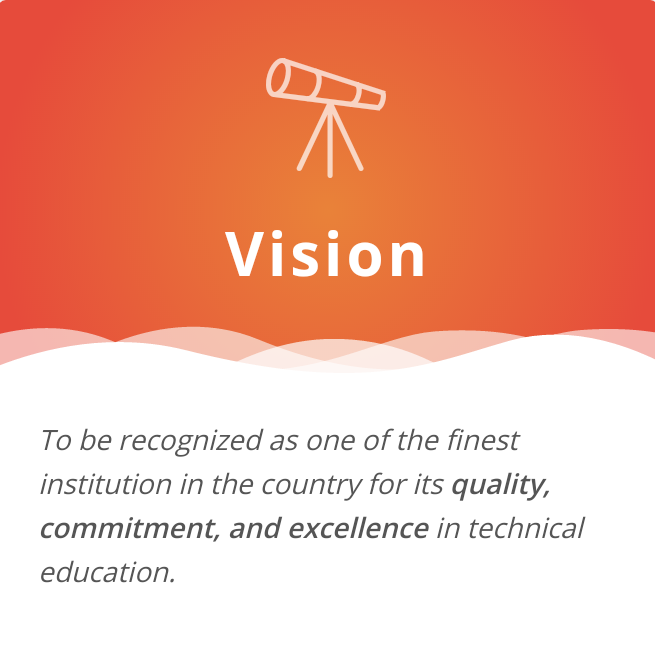 Vision
To be recognized as one of the finest
institution in the country for its quality,
commitment, and excellence in technical
education.